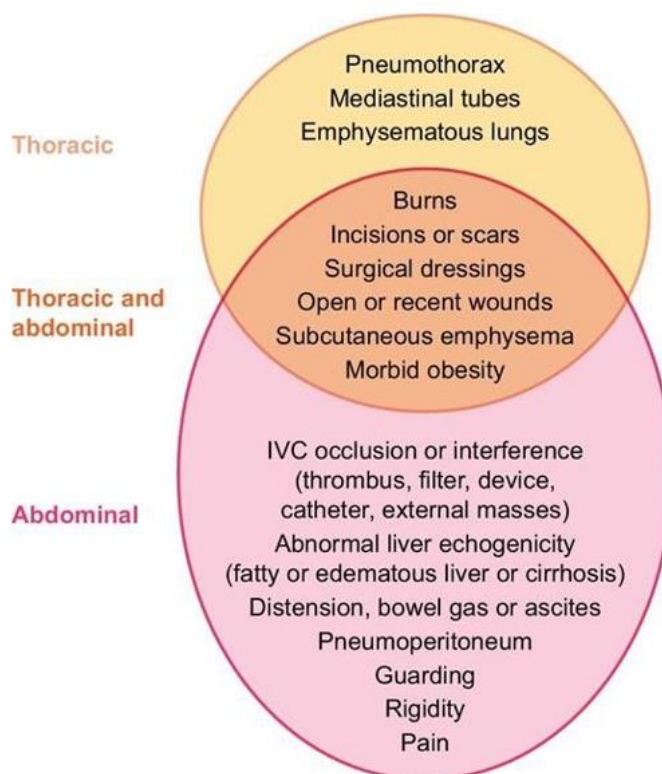 Pneumothorax
Mediastinal tubes
Emphysematous lungs
Thoracic
Burns
Incisions or scars
Surgical dressings
Open or recent wounds
Subcutaneous emphysema
Morbid obesity
Thoracic and
abdominal
IVC occlusion or interference
(thrombus, filter, device,
catheter, external masses)
Abnormal liver echogenicity
(fatty or edematous liver or cirrhosis)
Distension, bowel gas or ascites
Pneumoperitoneum
Guarding
Rigidity
Pain
Abdominal